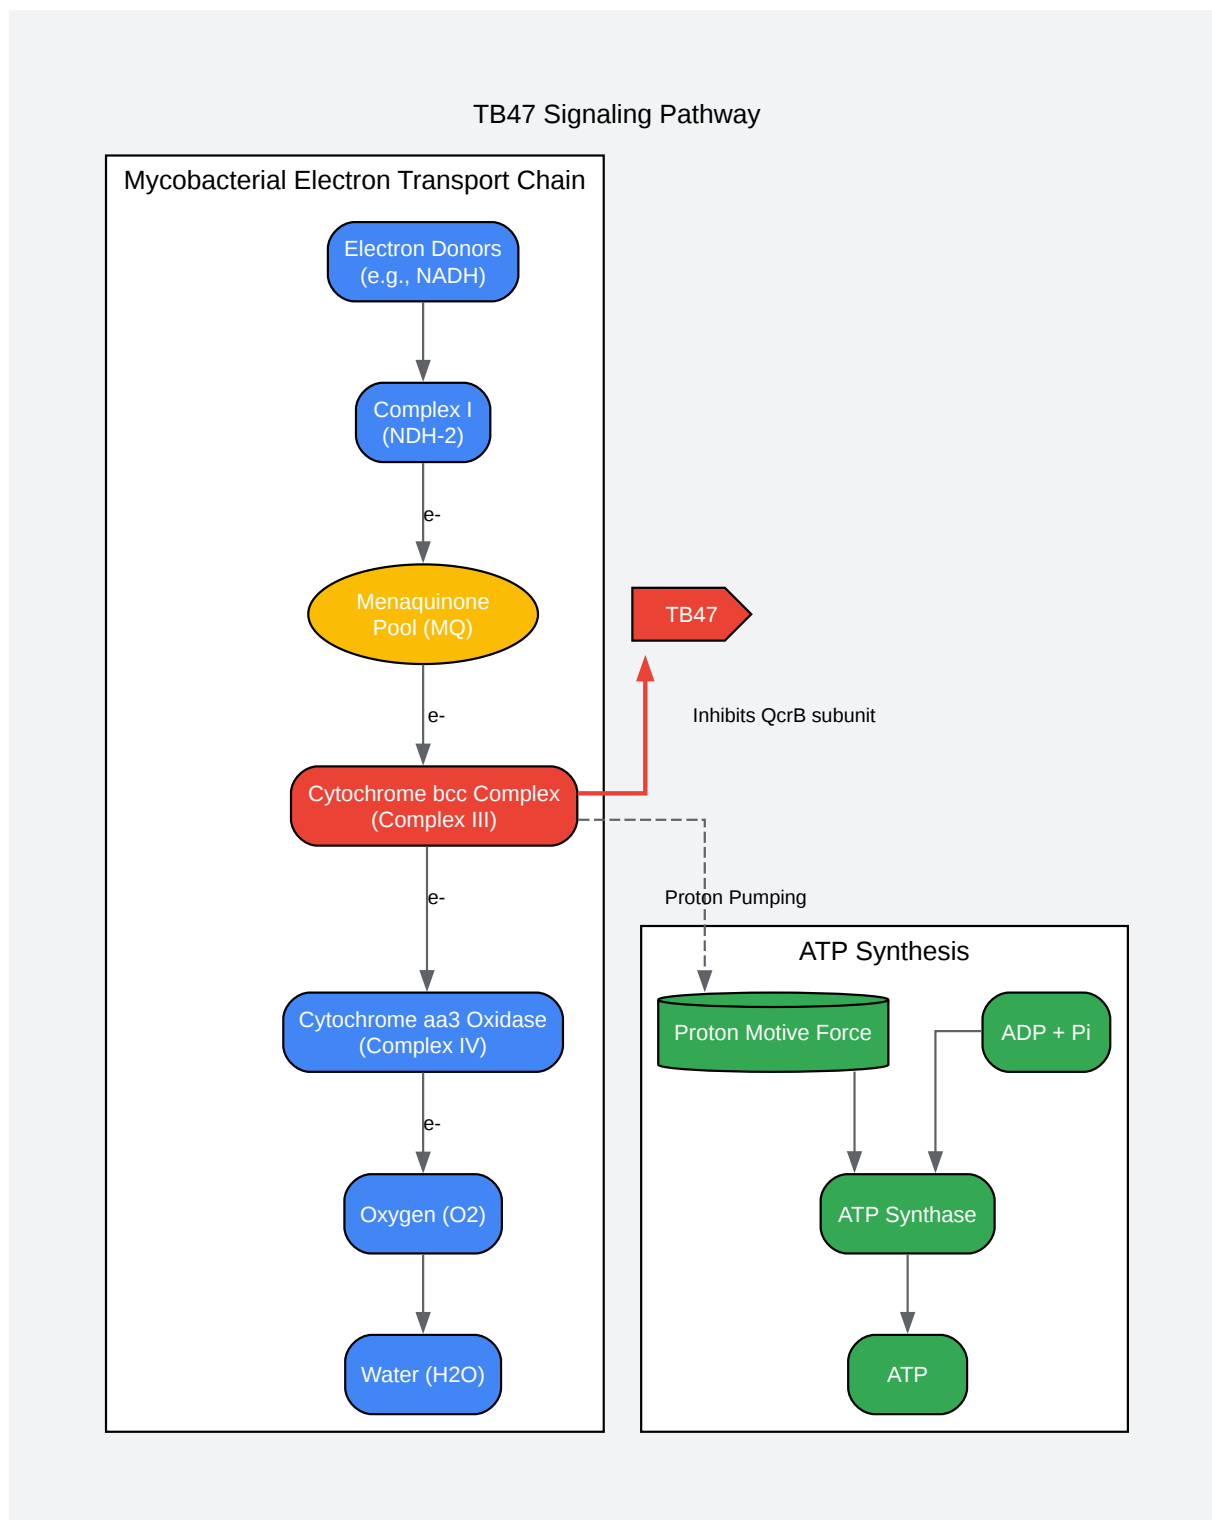 TB47 Signaling Pathway
Mycobacterial Electron Transport Chain
Electron Donors
(e.g., NADH)
Complex I
(NDH-2)
e-
Menaquinone
Pool (MQ)
TB47
e-
Inhibits QcrB subunit
Cytochrome bcc Complex
(Complex III)
e-
Proton Pumping
ATP Synthesis
Cytochrome aa3 Oxidase
(Complex IV)
Proton Motive Force
ADP + Pi
e-
Oxygen (O2)
ATP Synthase
Water (H2O)
ATP